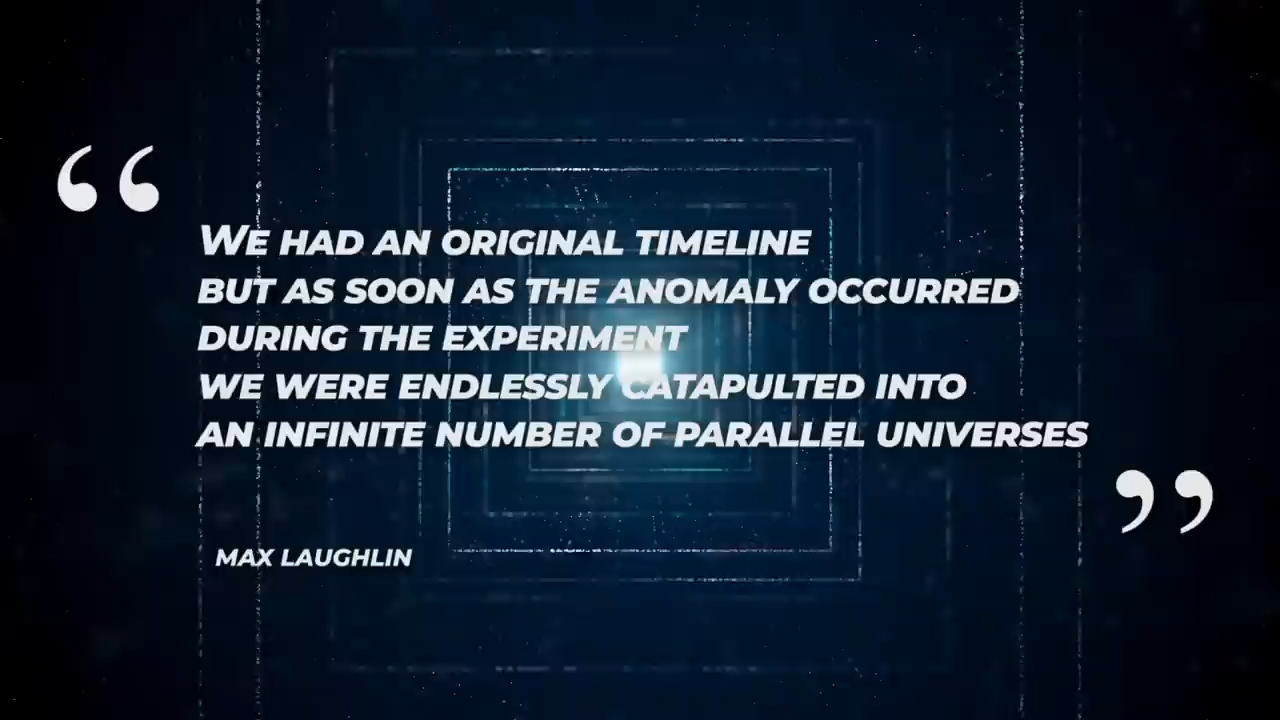 “
WE HAD AN ORIGINAL TIMELINE
BUT AS SOON AS THE ANOMALY OCCURRED
DURING THE EXPERIMENT
WE WERE ENDLESSLY CATAPULTED INTO
AN INFINITE NUMBER OF PARALLEL UNIVERSES
”
MAX LAUGHLIN